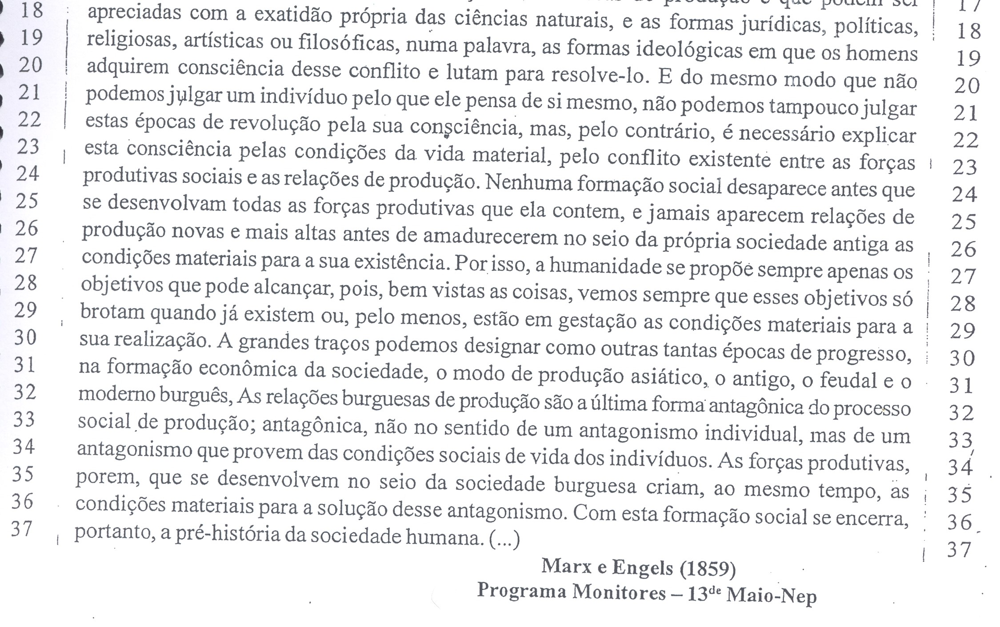 produção e que podem ser 17
18 apreciadas com a exatidão própria das ciências naturais, e as formas jurídicas, políticas, 18
19 religiosas, artísticas ou filosóficas, numa palavra, as formas ideológicas em que os homens 19
20 adquirem consciência desse conflito e lutam para resolve-lo. E do mesmo modo que não 20
21 podemos julgar um indivíduo pelo que ele pensa de si mesmo, não podemos tampouco julgar 21
22 estas épocas de revolução pela sua consciência, mas, pelo contrário, é necessário explicar 22
23 esta consciência pelas condições da vida material, pelo conflito existente entre as forças 23
24 produtivas sociais e as relações de produção. Nenhuma formação social desaparece antes que 24
25 se desenvolvam todas as forças produtivas que ela contem, e jamais aparecem relações de 25
26 produção novas e mais altas antes de amadurecerem no seio da própria sociedade antiga as 26
27 condições materiais para a sua existência. Por isso, a humanidade se propõe sempre apenas os 27
28 objetivos que pode alcançar, pois, bem vistas as coisas, vemos sempre que esses objetivos só 28
29 brotam quando já existem ou, pelo menos, estão em gestação as condições materiais para a 29
30 sua realização. A grandes traços podemos designar como outras tantas épocas de progresso, 30
31 na formação econômica da sociedade, o modo de produção asiático, o antigo, o feudal e o 31
32 moderno burguês, As relações burguesas de produção são a última forma antagônica do processo 32
33 social de produção; antagônica, não no sentido de um antagonismo individual, mas de um 33
34 antagonismo que provem das condições sociais de vida dos indivíduos. As forças produtivas, 34
35 porem, que se desenvolvem no seio da sociedade burguesa criam, ao mesmo tempo, as 35
36 condições materiais para a solução desse antagonismo. Com esta formação social se encerra, 36
37 portanto, a pré-história da sociedade humana. (...) 37
Marx e Engels (1859)
Programa Monitores – 13de Maio-Nep